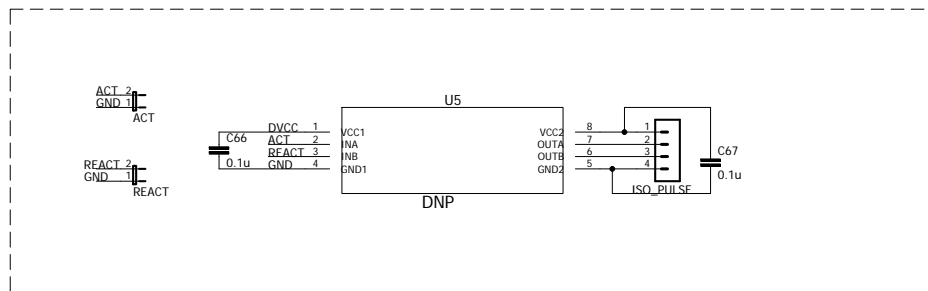 U5
ACT 2
GND 1
ACT
C66
0.1u
DVCC 1 VCC1
ACT 2 INA
REACT 3 INB
GND 4 GND1
VCC2 8 1
OUTA 7 2
OUTB 6 3
GND2 5 4
C67
0.1u
REACT 2
GND 1
REACT
ISO_PULSE
DNP